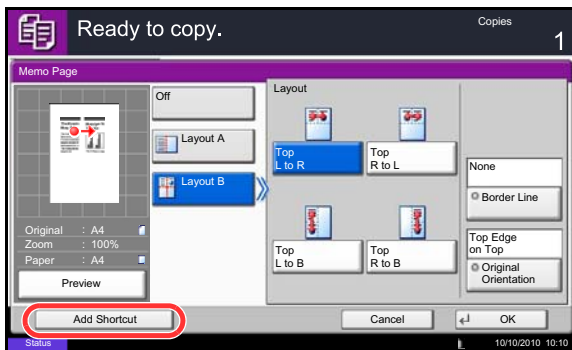 Ready to copy.
Copies
1
Memo Page
Off
Layout A
Layout B
Layout
Top
L to R
Top
R to L
Top
L to B
Top
R to B
None
Border Line
Top Edge
on Top
Original
Orientation
Original : A4
Zoom : 100%
Paper : A4
Preview
Add Shortcut
Cancel
OK
Status
10/10/2010 10:10